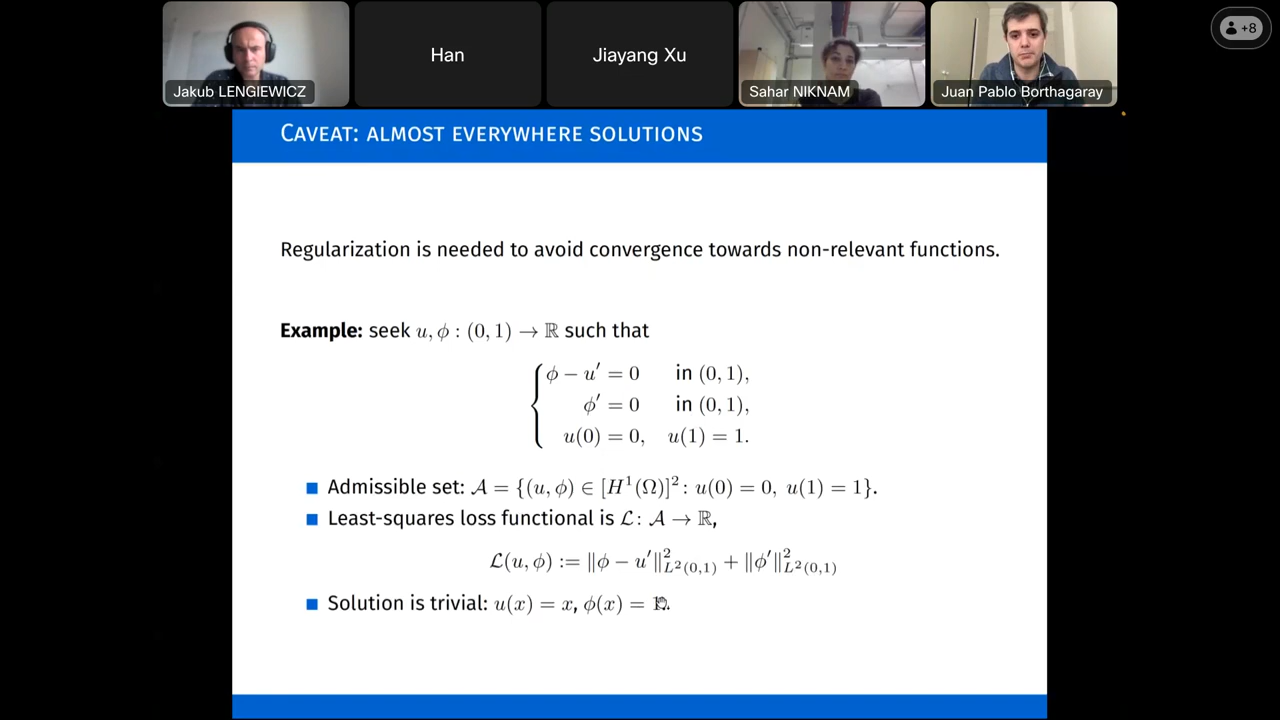 Jakub LENGIEWICZ
Han
Jiayang Xu
Sahar NIKNAM
Juan Pablo Borthagaray
+8
CAVEAT: ALMOST EVERYWHERE SOLUTIONS
Regularization is needed to avoid convergence towards non-relevant functions.
Example: seek u, ϕ : (0, 1) → ℝ such that
ϕ − u′ = 0 in (0, 1),
ϕ′ = 0 in (0, 1),
u(0) = 0, u(1) = 1.
Admissible set: 𝒜 = {(u, ϕ) ∈ [H¹(Ω)]² : u(0) = 0, u(1) = 1}.
Least-squares loss functional is ℒ : 𝒜 → ℝ,
ℒ(u, ϕ) := ‖ϕ − u′‖²_{L²(0,1)} + ‖ϕ′‖²_{L²(0,1)}
Solution is trivial: u(x) = x, ϕ(x) =